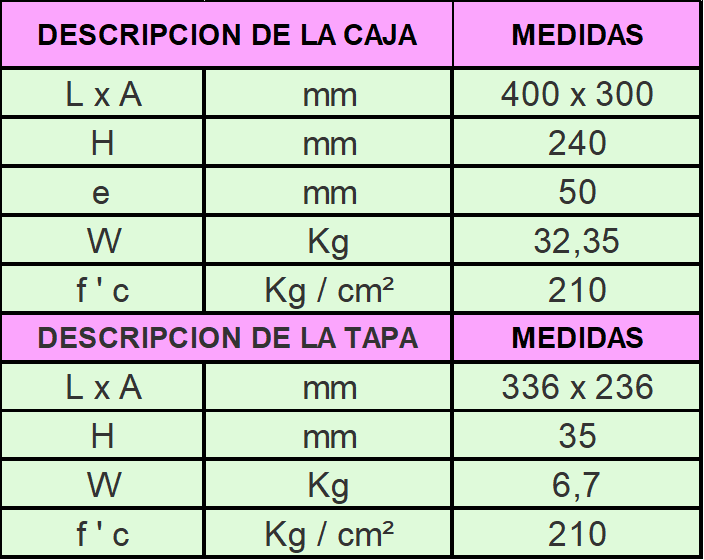 DESCRIPCION DE LA CAJA MEDIDAS
L x A mm 400 x 300
H mm 240
e mm 50
W Kg 32,35
f ' c Kg / cm² 210
DESCRIPCION DE LA TAPA MEDIDAS
L x A mm 336 x 236
H mm 35
W Kg 6,7
f ' c Kg / cm² 210